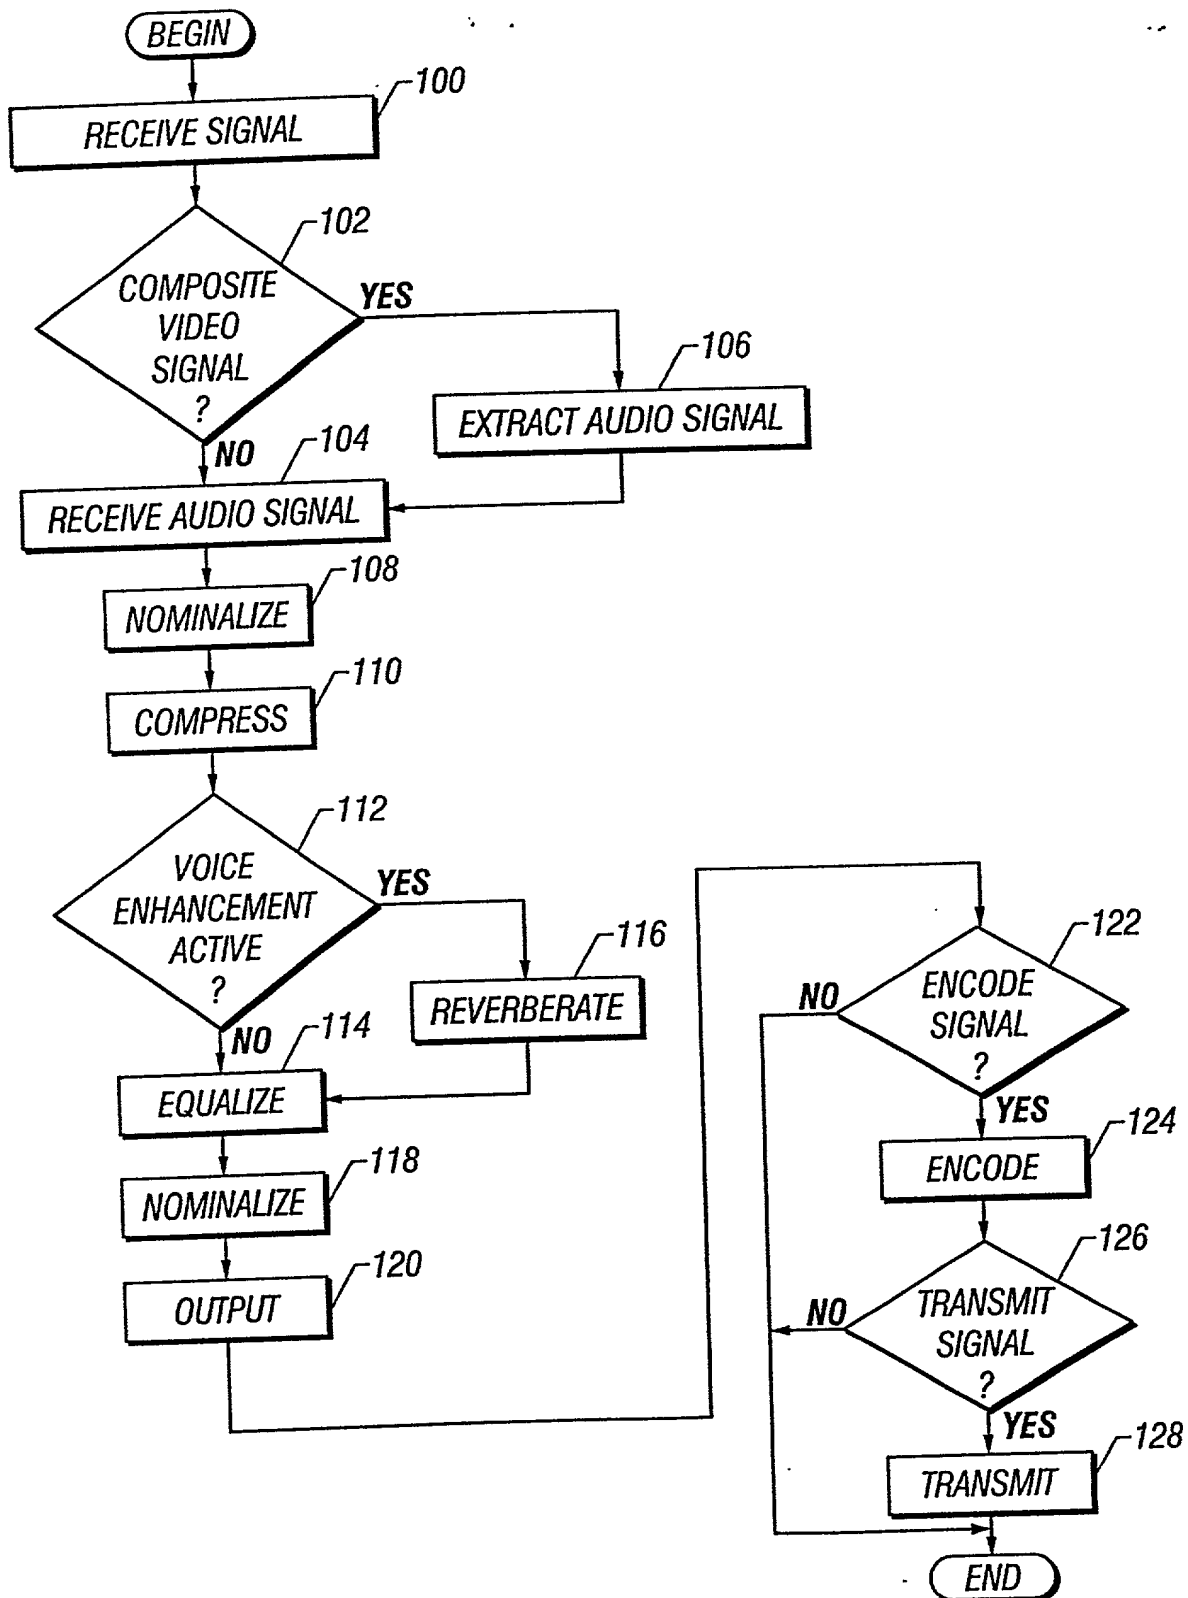 BEGIN
100
RECEIVE SIGNAL
102
COMPOSITE
VIDEO
SIGNAL
?
YES
NO
106
EXTRACT AUDIO SIGNAL
104
RECEIVE AUDIO SIGNAL
108
NOMINALIZE
110
COMPRESS
112
VOICE
ENHANCEMENT
ACTIVE
?
YES
NO
116
REVERBERATE
114
EQUALIZE
118
NOMINALIZE
120
OUTPUT
122
ENCODE
SIGNAL
?
NO
YES
124
ENCODE
126
TRANSMIT
SIGNAL
?
NO
YES
128
TRANSMIT
END